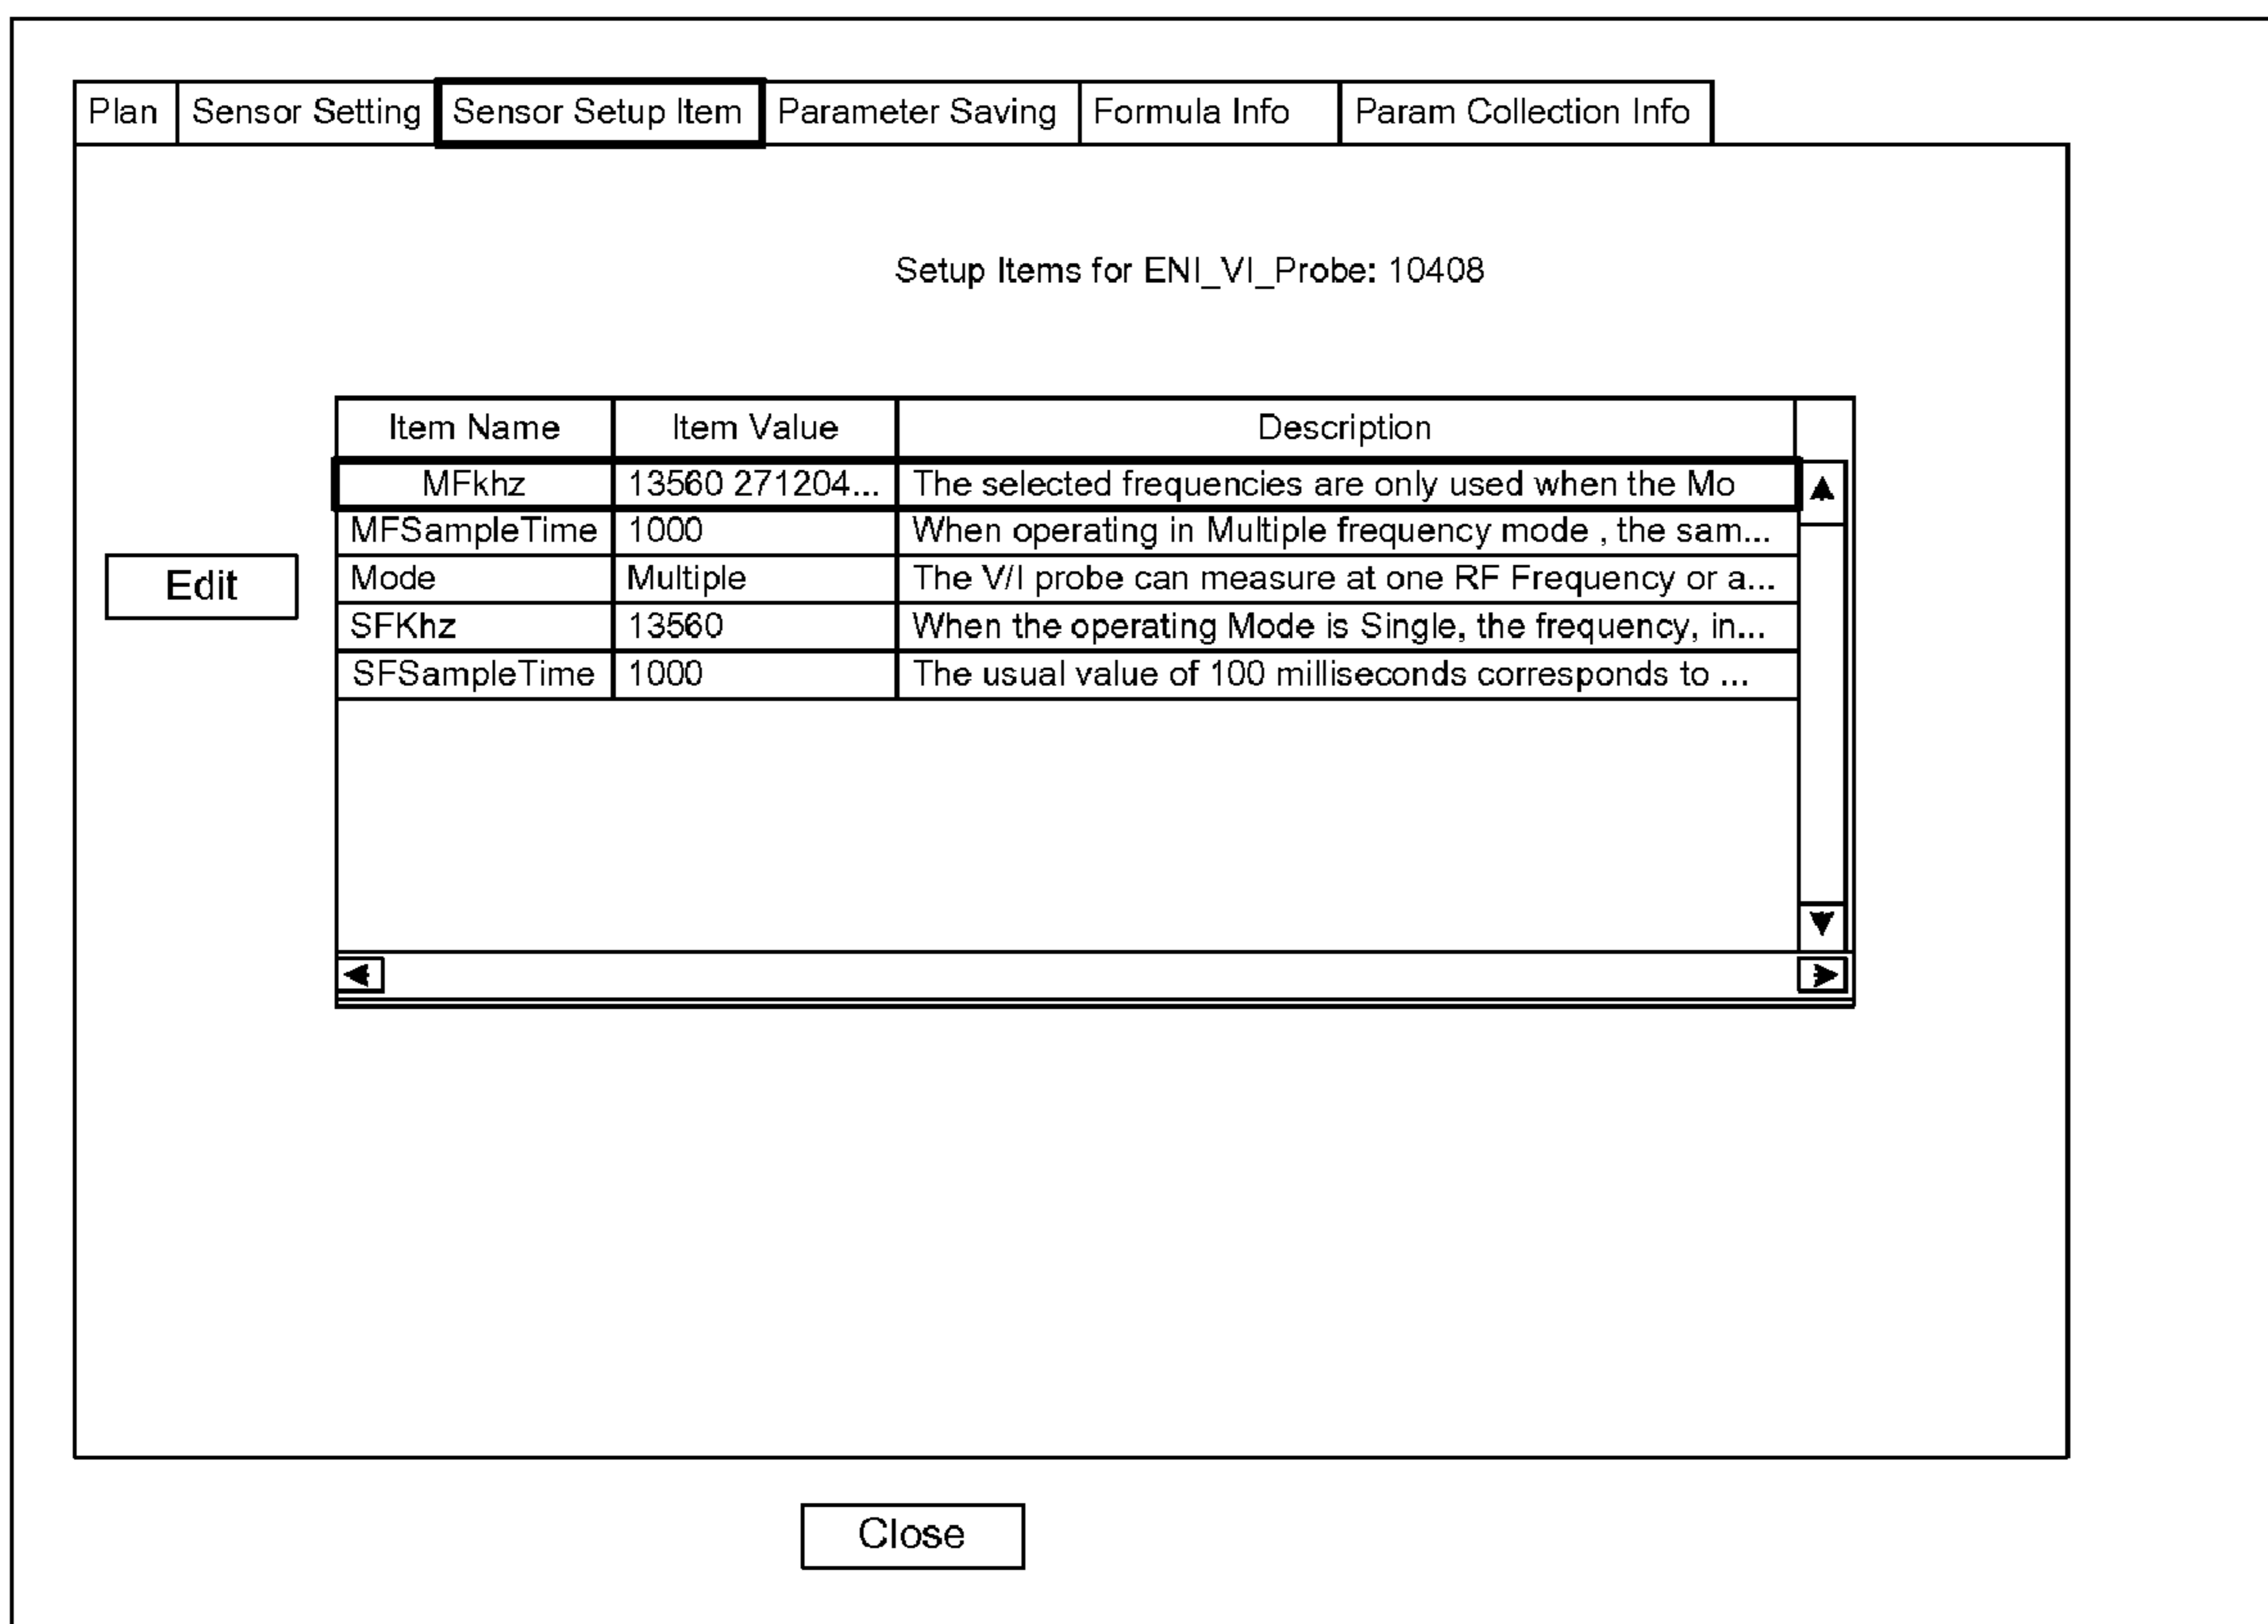 Plan Sensor Setting Sensor Setup Item Parameter Saving Formula Info Param Collection Info
Setup Items for ENI_VI_Probe: 10408
Item Name Item Value Description
MFkhz 13560 271204... The selected frequencies are only used when the Mo
MFSampleTime 1000 When operating in Multiple frequency mode , the sam...
Mode Multiple The V/I probe can measure at one RF Frequency or a...
SFKhz 13560 When the operating Mode is Single, the frequency, in...
SFSampleTime 1000 The usual value of 100 milliseconds corresponds to ...
Edit
Close